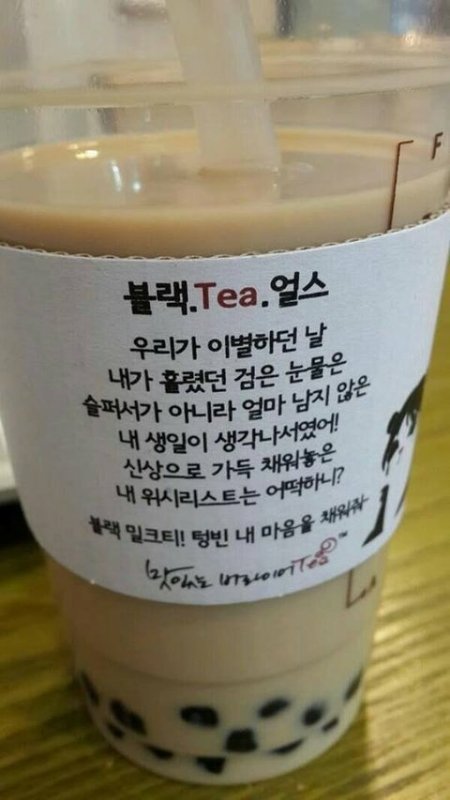 블랙.Tea.얼스
우리가 이별하던 날
내가 흘렸던 검은 눈물은
슬퍼서가 아니라 얼마 남지 않은
내 생일이 생각나서였어!
신상으로 가득 채워놓은
내 위시리스트는 어떡하니?
블랙 밀크티! 텅빈 내 마음을 채워줘~
맛있는 버라이어Tea™
F